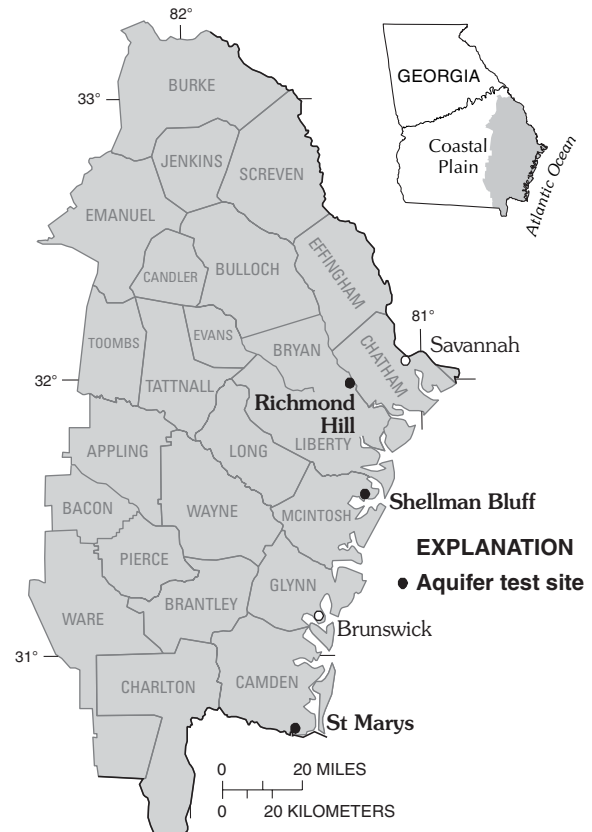 82°
33°
BURKE
GEORGIA
Coastal
Plain
Atlantic Ocean
JENKINS
SCREVEN
EMANUEL
EFFINGHAM
CANDLER
BULLOCH
81°
TOOMBS
EVANS
BRYAN
CHATHAM
Savannah
32°
TATTNALL
Richmond
Hill
LIBERTY
APPLING
LONG
BACON
WAYNE
MCINTOSH
Shellman Bluff
EXPLANATION
Aquifer test site
PIERCE
GLYNN
WARE
BRANTLEY
Brunswick
31°
CHARLTON
CAMDEN
St Marys
0 20 MILES
0 20 KILOMETERS